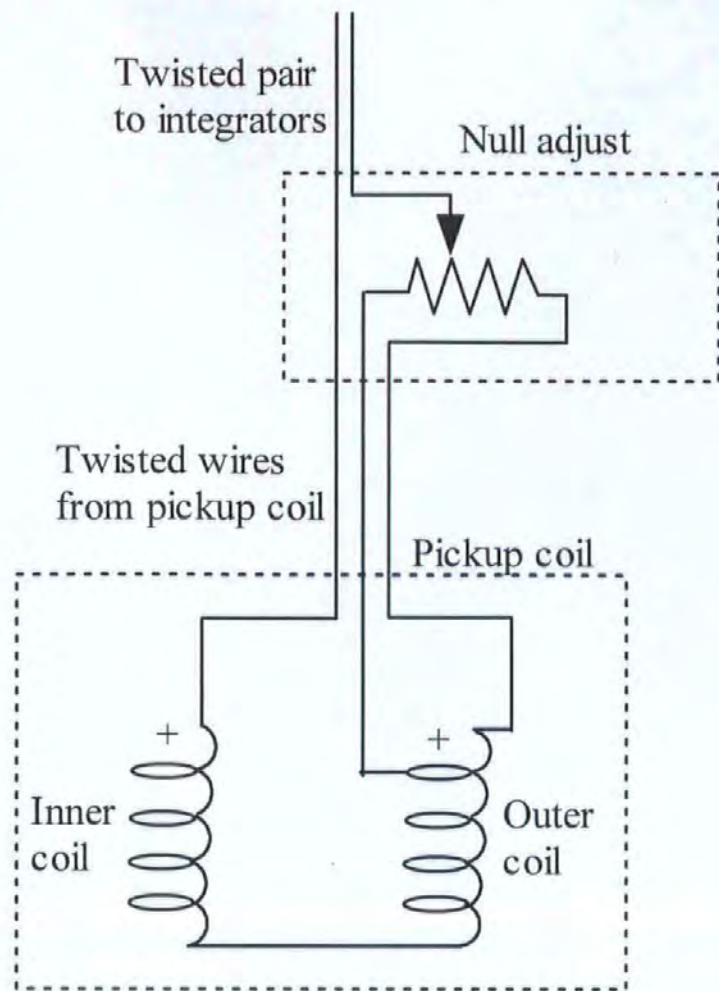 Twisted pair
to integrators
Null adjust
Twisted wires
from pickup coil
Pickup coil
+
+
Inner
coil
Outer
coil